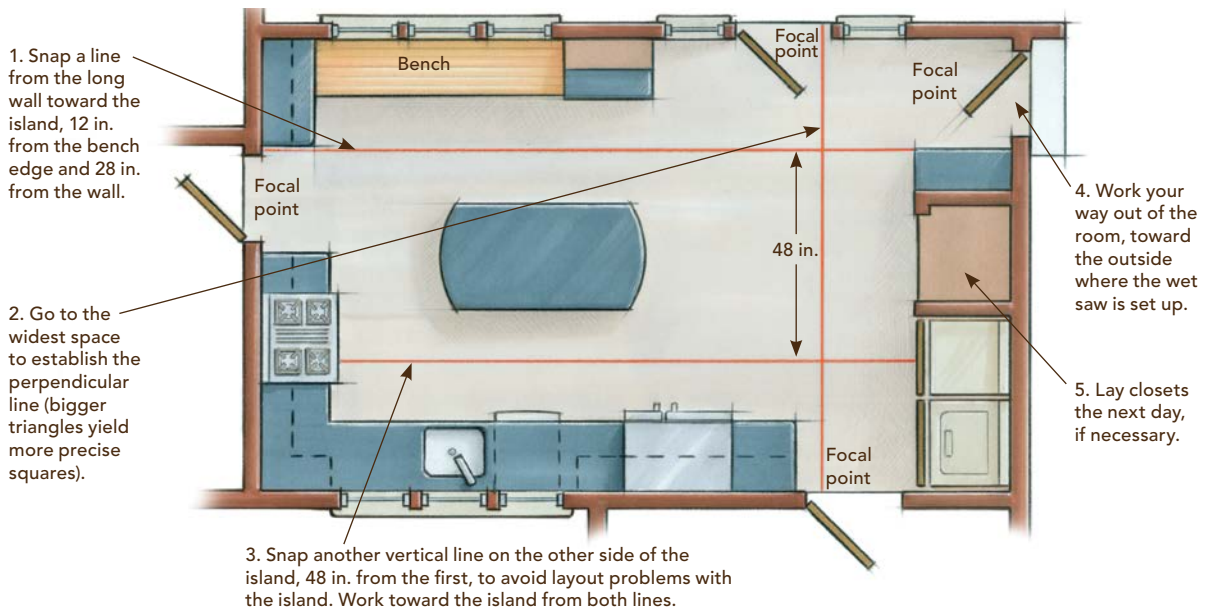 1. Snap a line
from the long
wall toward the
island, 12 in.
from the bench
edge and 28 in.
from the wall.
Bench
Focal
point
Focal
point
Focal
point
4. Work your
way out of the
room, toward
the outside
where the wet
saw is set up.
48 in.
2. Go to the
widest space
to establish the
perpendicular
line (bigger
triangles yield
more precise
squares).
5. Lay closets
the next day,
if necessary.
Focal
point
3. Snap another vertical line on the other side of the
island, 48 in. from the first, to avoid layout problems with
the island. Work toward the island from both lines.